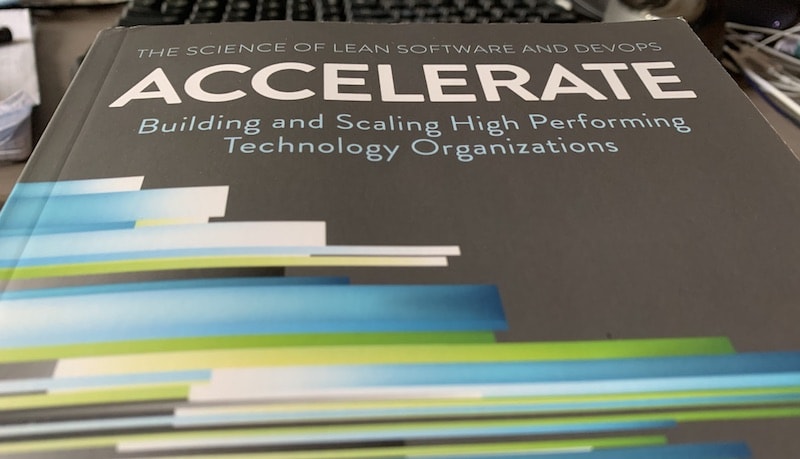 THE SCIENCE OF LEAN SOFTWARE AND DEVOPS
ACCELERATE
Building and Scaling High Performing
Technology Organizations